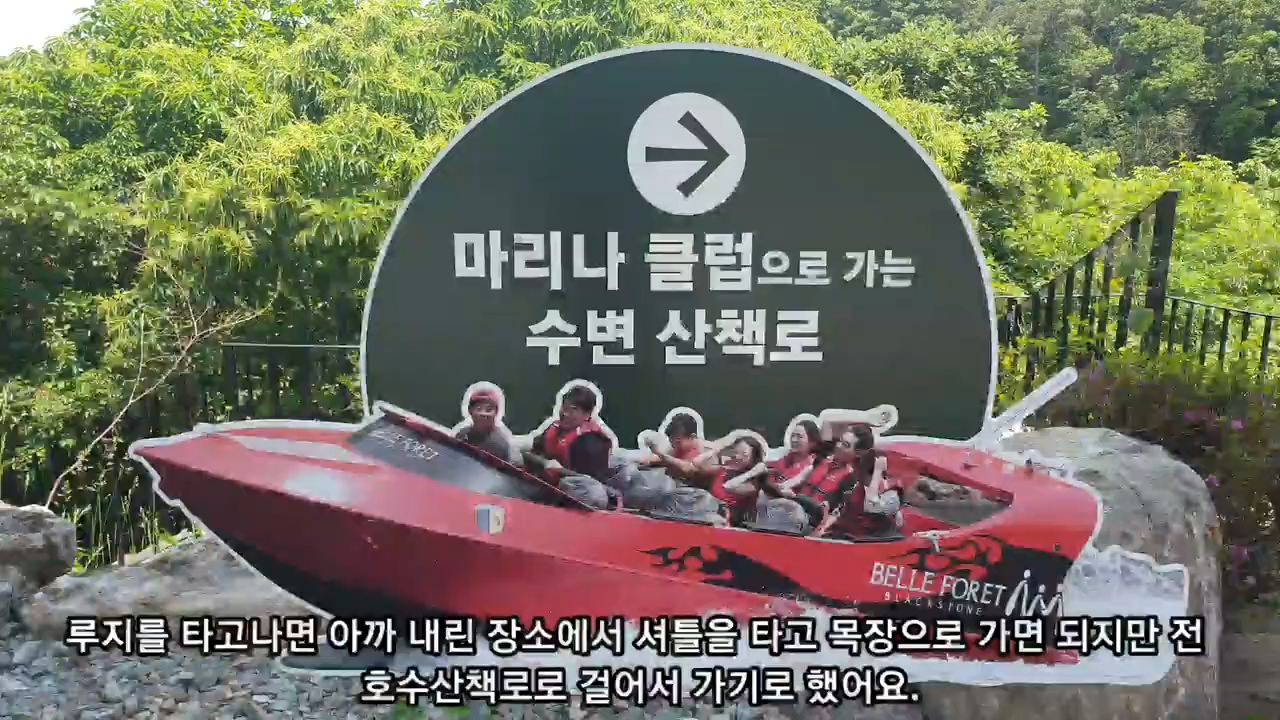 마리나 클럽으로 가는
수변 산책로
BELLE FORET
BLACKSTONE
루지를 타고나면 아까 내린 장소에서 셔틀을 타고 목장으로 가면 되지만 전
호수산책로로 걸어서 가기로 했어요.